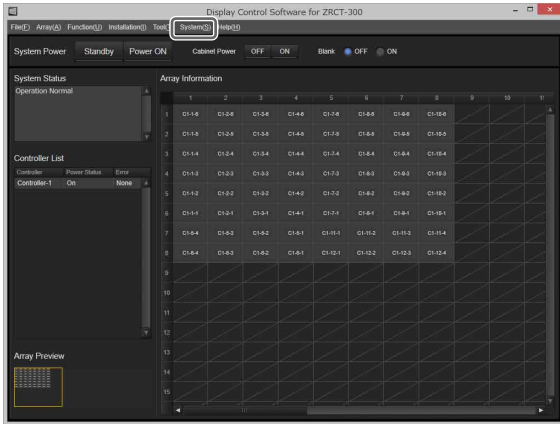 Display Control Software for ZRCT-300
File(F) Array(A) Function(U) Installation(I) Tool( System(S) Help(H)
System Power Standby Power ON Cabinet Power OFF ON Blank OFF ON
System Status
Operation Normal
Controller List
Controller Power Status Error
Controller-1 On None
Array Preview
Array Information
1 2 3 4 5 6 7 8 9 10 11
1 C1-1-6 C1-2-6 C1-3-6 C1-4-6 C1-7-6 C1-8-6 C1-9-6 C1-10-6
2 C1-1-5 C1-2-5 C1-3-5 C1-4-5 C1-7-5 C1-8-5 C1-9-5 C1-10-5
3 C1-1-4 C1-2-4 C1-3-4 C1-4-4 C1-7-4 C1-8-4 C1-9-4 C1-10-4
4 C1-1-3 C1-2-3 C1-3-3 C1-4-3 C1-7-3 C1-8-3 C1-9-3 C1-10-3
5 C1-1-2 C1-2-2 C1-3-2 C1-4-2 C1-7-2 C1-8-2 C1-9-2 C1-10-2
6 C1-1-1 C1-2-1 C1-3-1 C1-4-1 C1-7-1 C1-8-1 C1-9-1 C1-10-1
7 C1-5-4 C1-5-3 C1-5-2 C1-5-1 C1-11-1 C1-11-2 C1-11-3 C1-11-4
8 C1-6-4 C1-6-3 C1-6-2 C1-6-1 C1-12-1 C1-12-2 C1-12-3 C1-12-4
9
10
11
12
13
14
15